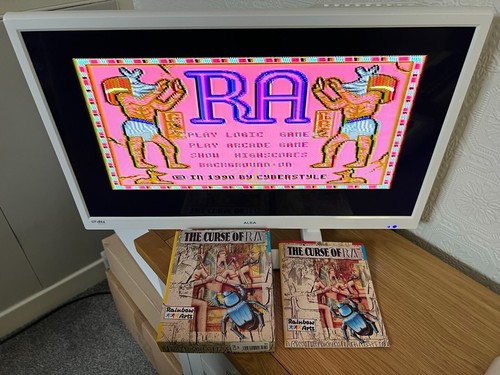 RA
PLAY LOGIC GAME
PLAY ARCADE GAME
SHOW HIGHSCORES
BACKGROUND-ON
© IN 1990 BY CYBERSTYLE
THE CURSE OF RA
Rainbow
Arts
THE CURSE OF RA
Rainbow
Arts